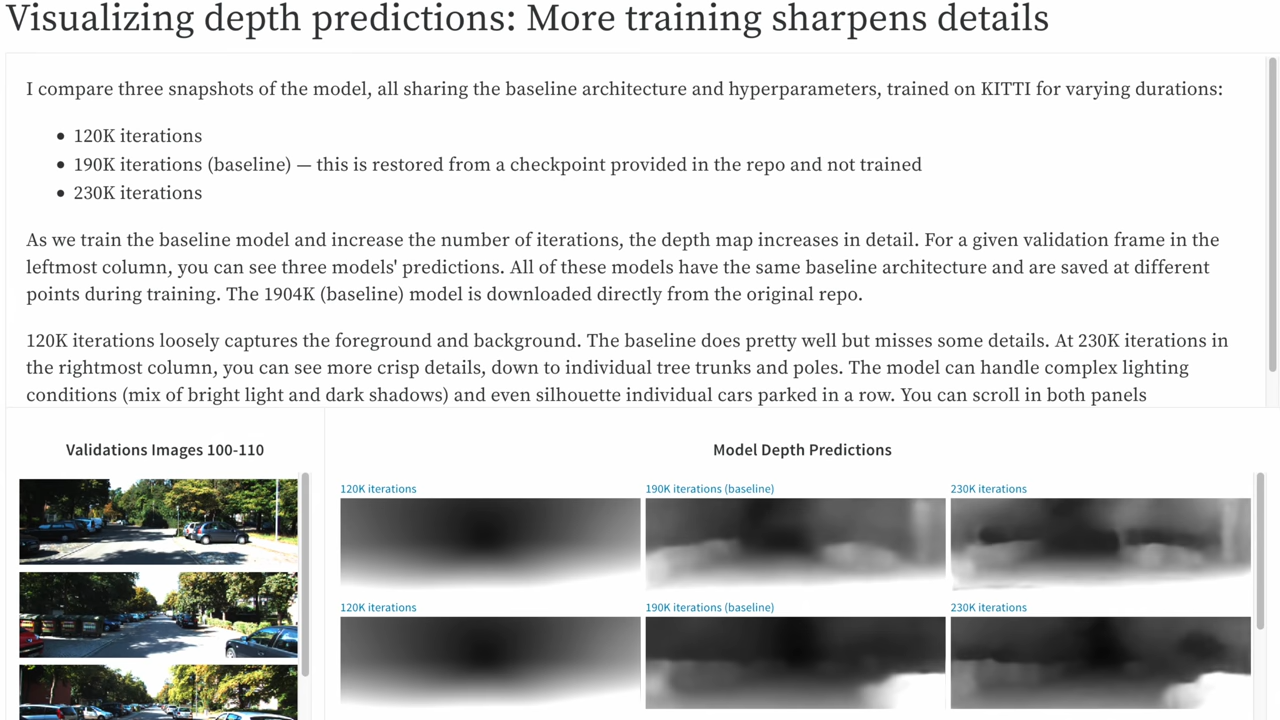 Visualizing depth predictions: More training sharpens details
I compare three snapshots of the model, all sharing the baseline architecture and hyperparameters, trained on KITTI for varying durations:
• 120K iterations
• 190K iterations (baseline) — this is restored from a checkpoint provided in the repo and not trained
• 230K iterations
As we train the baseline model and increase the number of iterations, the depth map increases in detail. For a given validation frame in the
leftmost column, you can see three models' predictions. All of these models have the same baseline architecture and are saved at different
points during training. The 1904K (baseline) model is downloaded directly from the original repo.
120K iterations loosely captures the foreground and background. The baseline does pretty well but misses some details. At 230K iterations in
the rightmost column, you can see more crisp details, down to individual tree trunks and poles. The model can handle complex lighting
conditions (mix of bright light and dark shadows) and even silhouette individual cars parked in a row. You can scroll in both panels
Validations Images 100-110
Model Depth Predictions
120K iterations
190K iterations (baseline)
230K iterations
120K iterations
190K iterations (baseline)
230K iterations